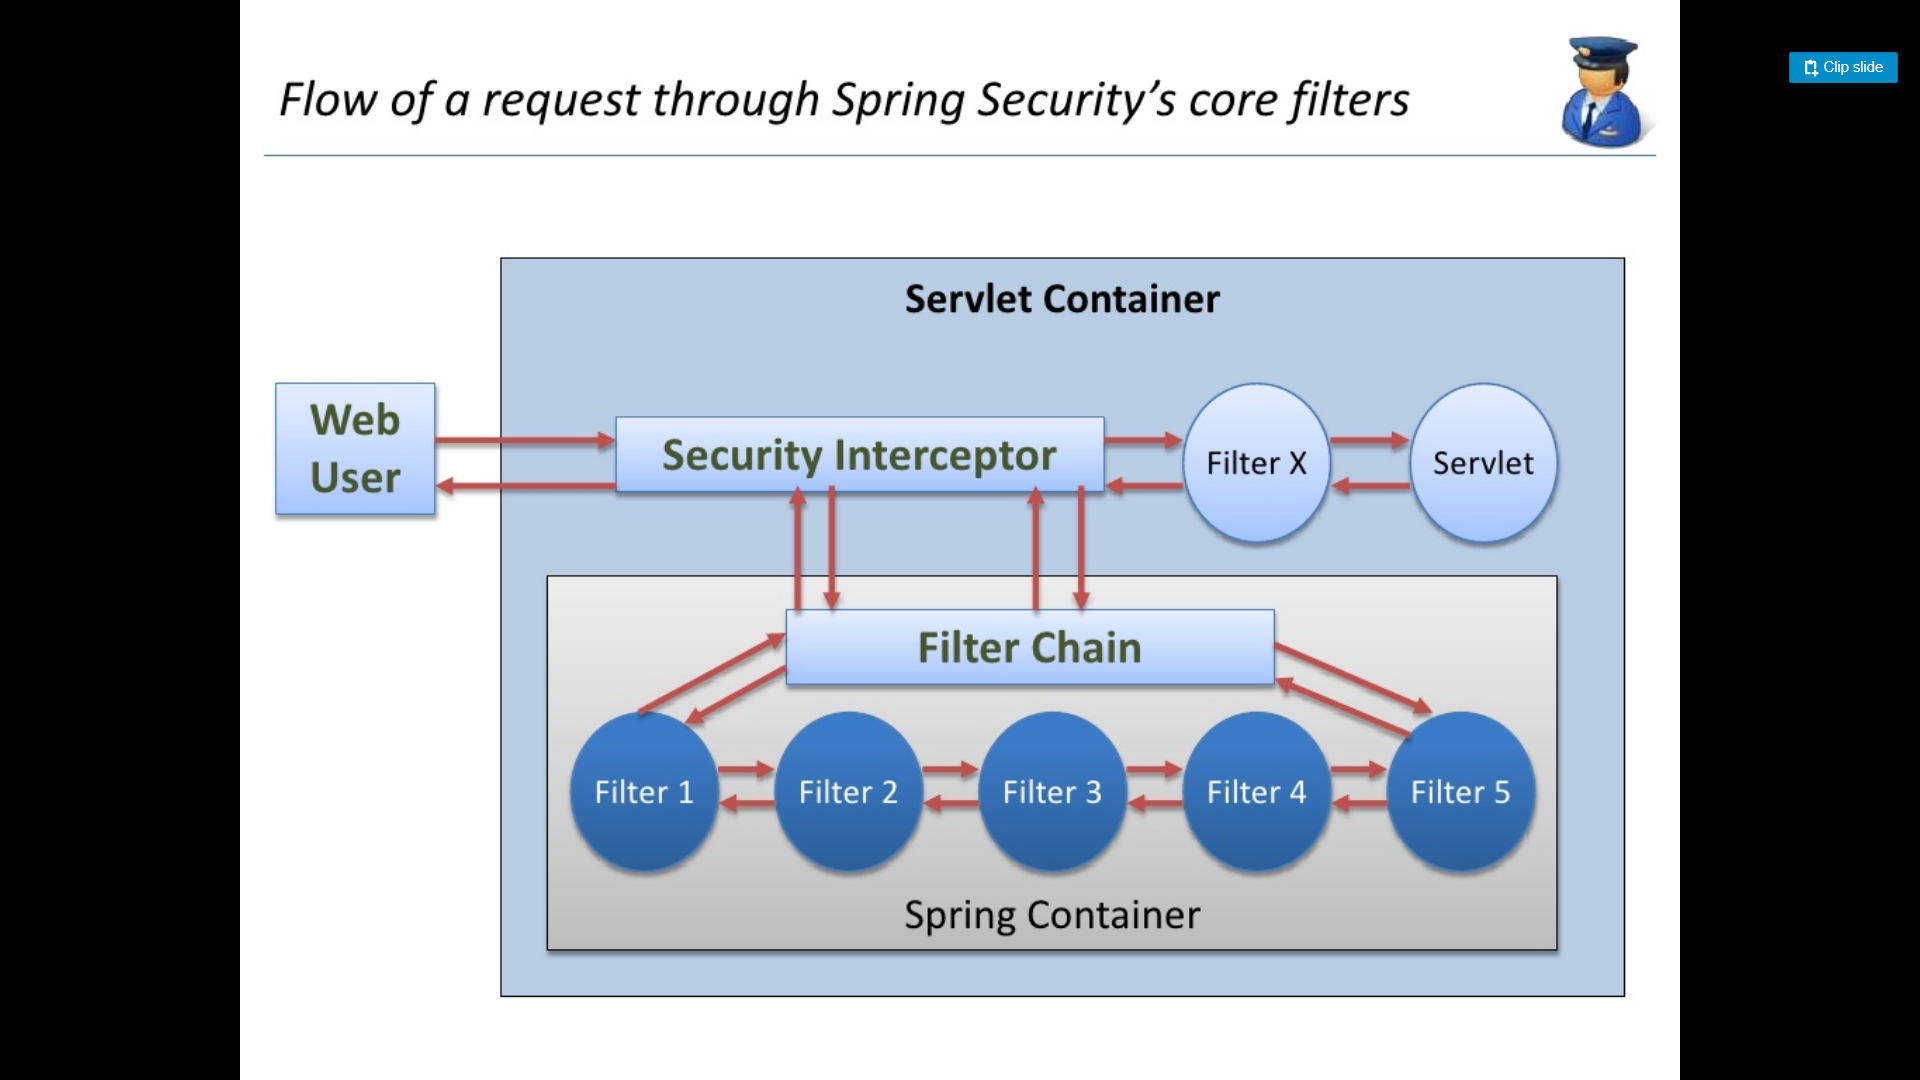 Flow of a request through Spring Security’s core filters
Clip slide
Servlet Container
Web
User
Security Interceptor
Filter X
Servlet
Filter Chain
Filter 1
Filter 2
Filter 3
Filter 4
Filter 5
Spring Container